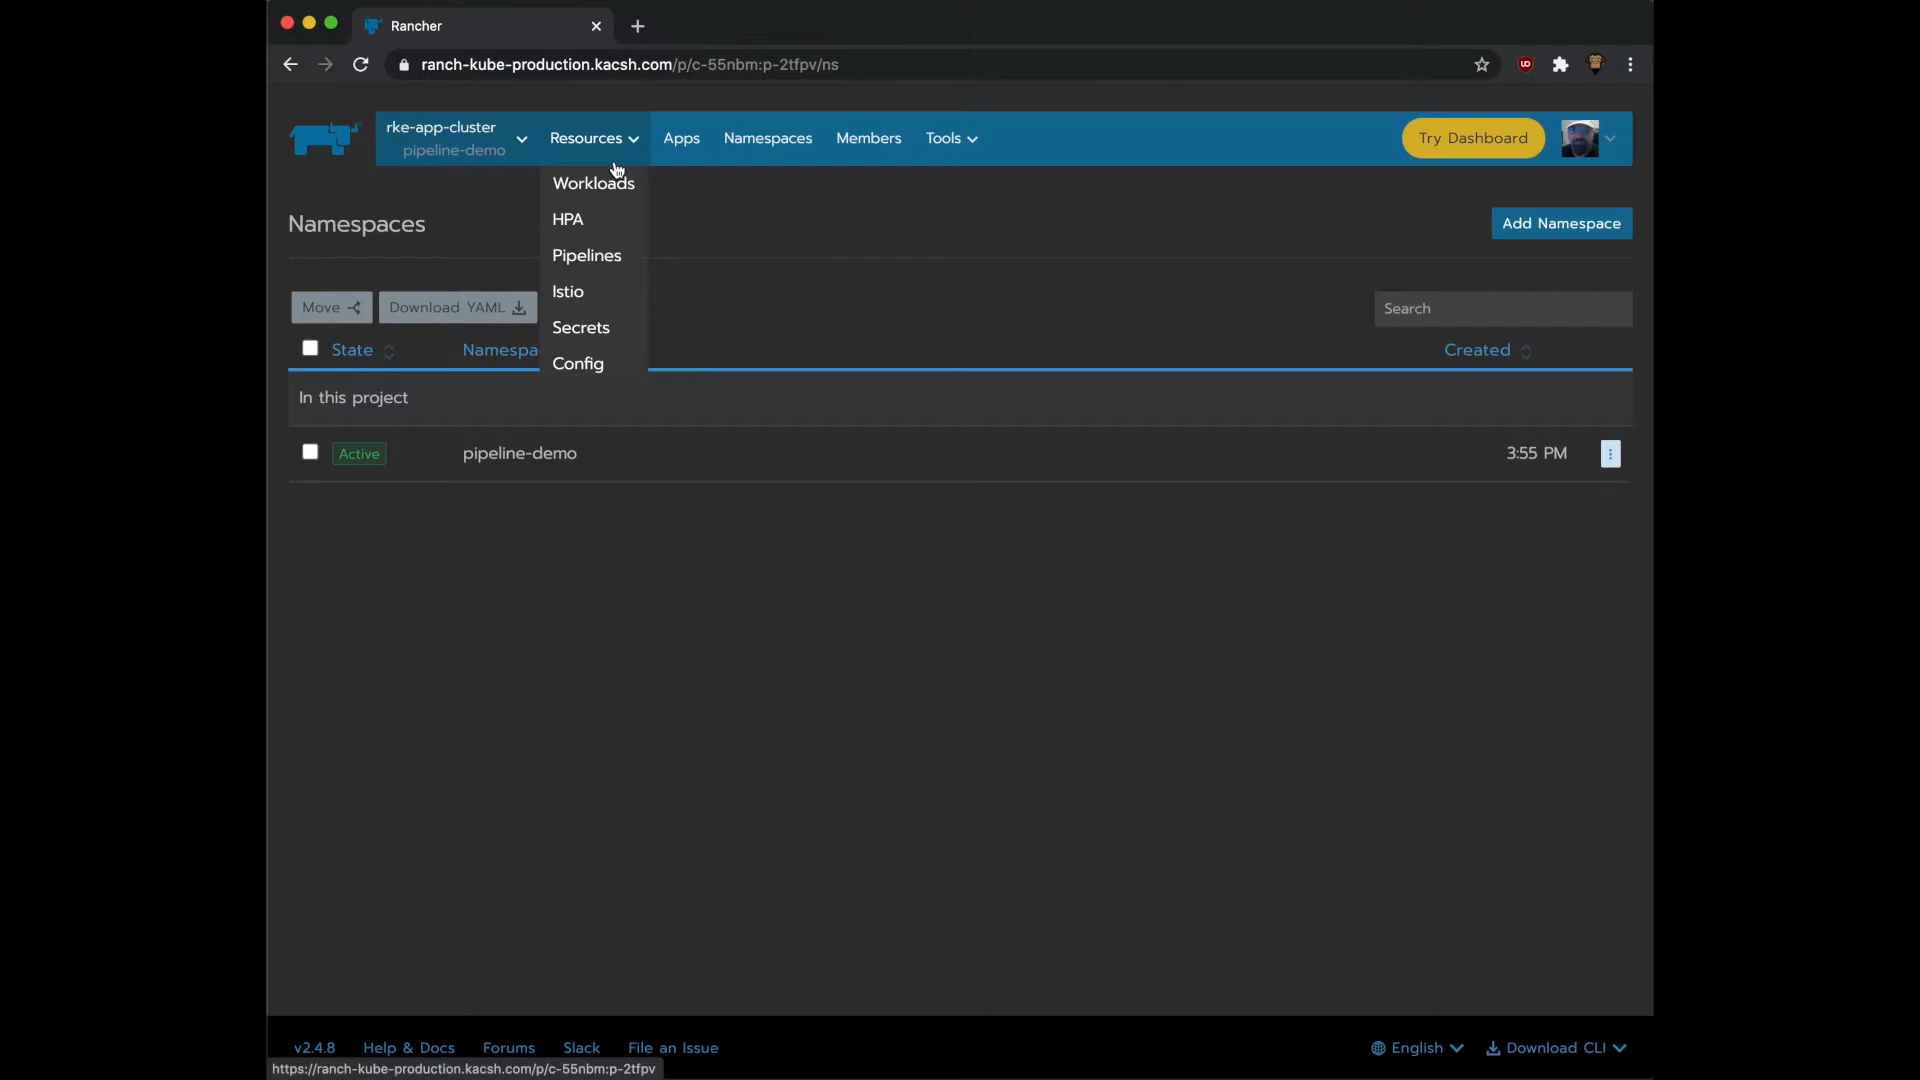 Rancher
ranch-kube-production.kacsh.com/p/c-55nbm:p-2tfpv/ns
rke-app-cluster
pipeline-demo
Resources
Apps
Namespaces
Members
Tools
Try Dashboard
Workloads
HPA
Pipelines
Istio
Secrets
Config
Namespaces
Add Namespace
Move
Download YAML
Search
State
Namespa
Created
In this project
Active
pipeline-demo
3:55 PM
v2.4.8
Help & Docs
Forums
Slack
File an Issue
English
Download CLI
https://ranch-kube-production.kacsh.com/p/c-55nbm:p-2tfpv